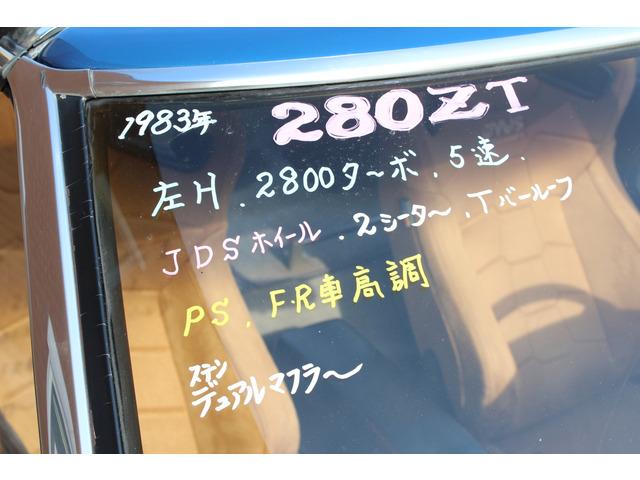 1983年 280ZT
左H.2800ターボ.5速.
JDSホイール.2シーター.Tバールーフ
PS.F.R車高調
ステン
デュアルマフラー